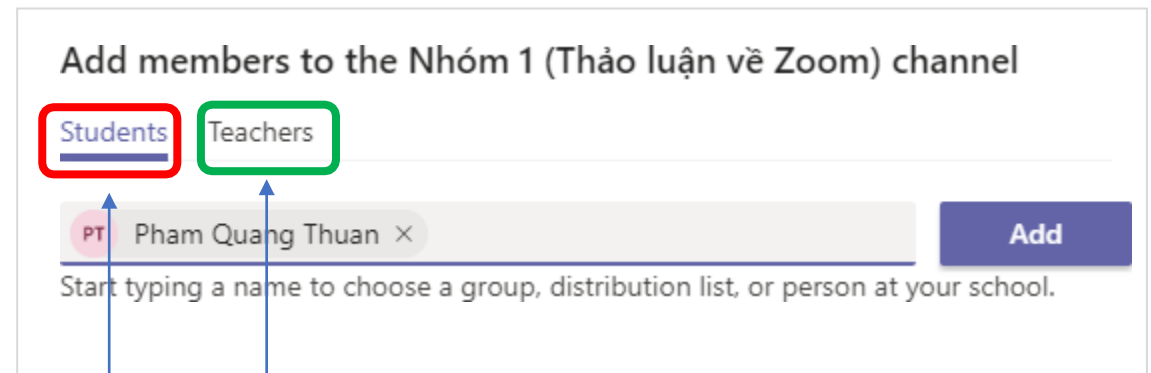 Add members to the Nhóm 1 (Thảo luận về Zoom) channel
Students Teachers
PT Pham Quang Thuan × Add
Start typing a name to choose a group, distribution list, or person at your school.